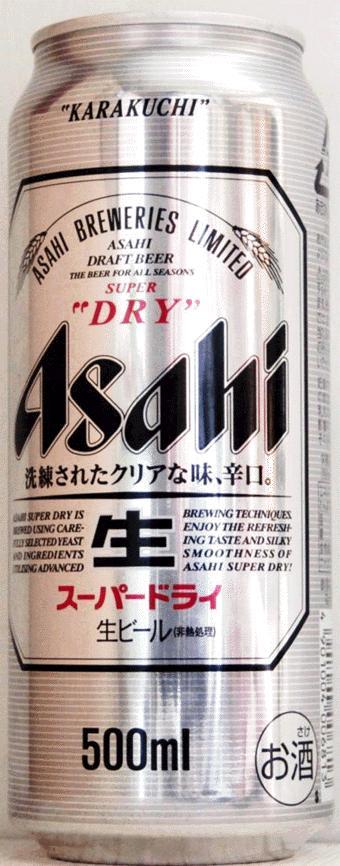 "KARAKUCHI"
ASAHI BREWERIES LIMITED
ASAHI
DRAFT BEER
THE BEER FOR ALL SEASONS
SUPER
"DRY"
Asahi
洗練されたクリアな味、辛口。
ASAHI SUPER DRY IS
BREWED USING CARE-
FULLY SELECTED YEAST
AND INGREDIENTS
UTILISING ADVANCED
生
BREWING TECHNIQUES.
ENJOY THE REFRESH-
ING TASTE AND SILKY
SMOOTHNESS OF
ASAHI SUPER DRY!
スーパードライ
生ビール(非熱処理)
500ml
さけ
お酒